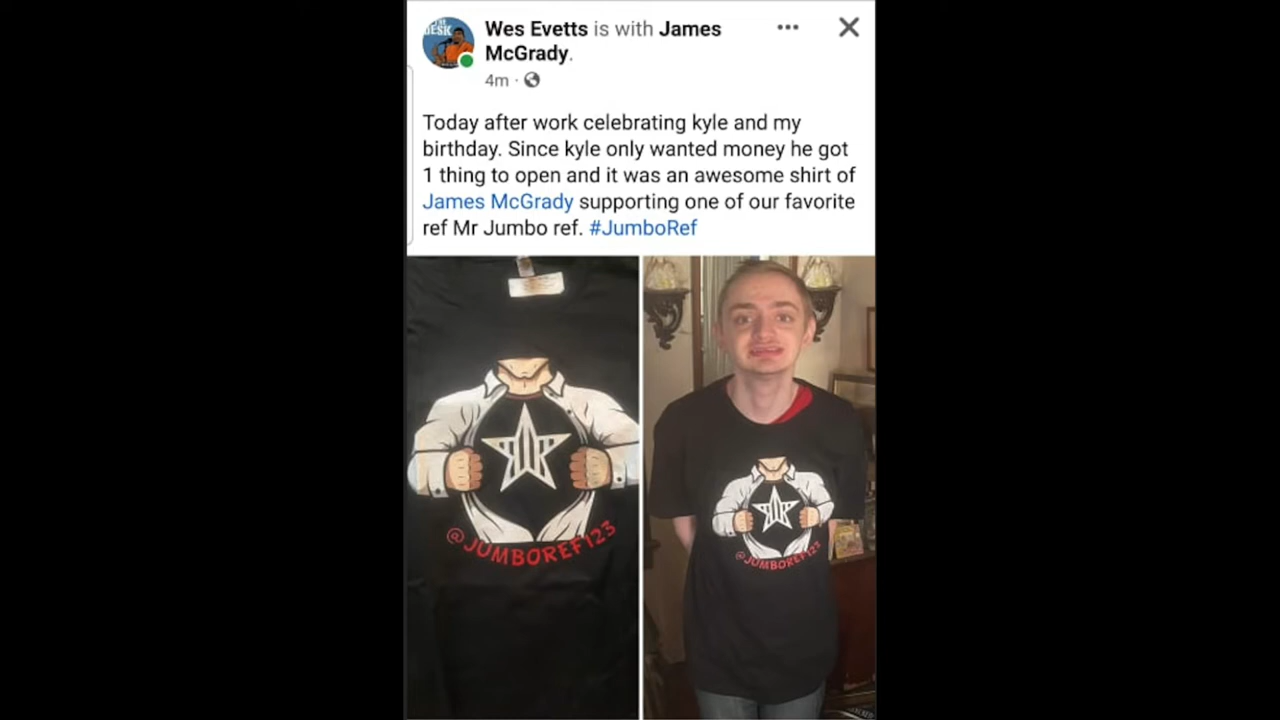 Wes Evetts is with James
McGrady.
4m
Today after work celebrating kyle and my
birthday. Since kyle only wanted money he got
1 thing to open and it was an awesome shirt of
James McGrady supporting one of our favorite
ref Mr Jumbo ref. #JumboRef
@JUMBOREF123
@JUMBOREF123